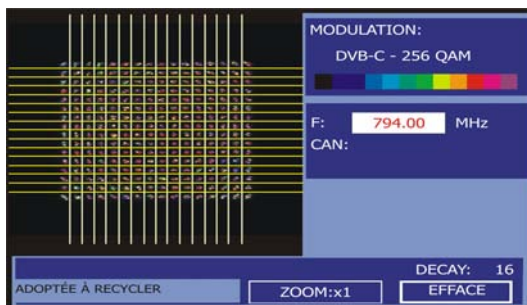 MODULATION:
DVB-C - 256 QAM
F: 794.00 MHz
CAN:
DECAY: 16
ADOPTÉE À RECYCLER
ZOOM:x1
EFFACE